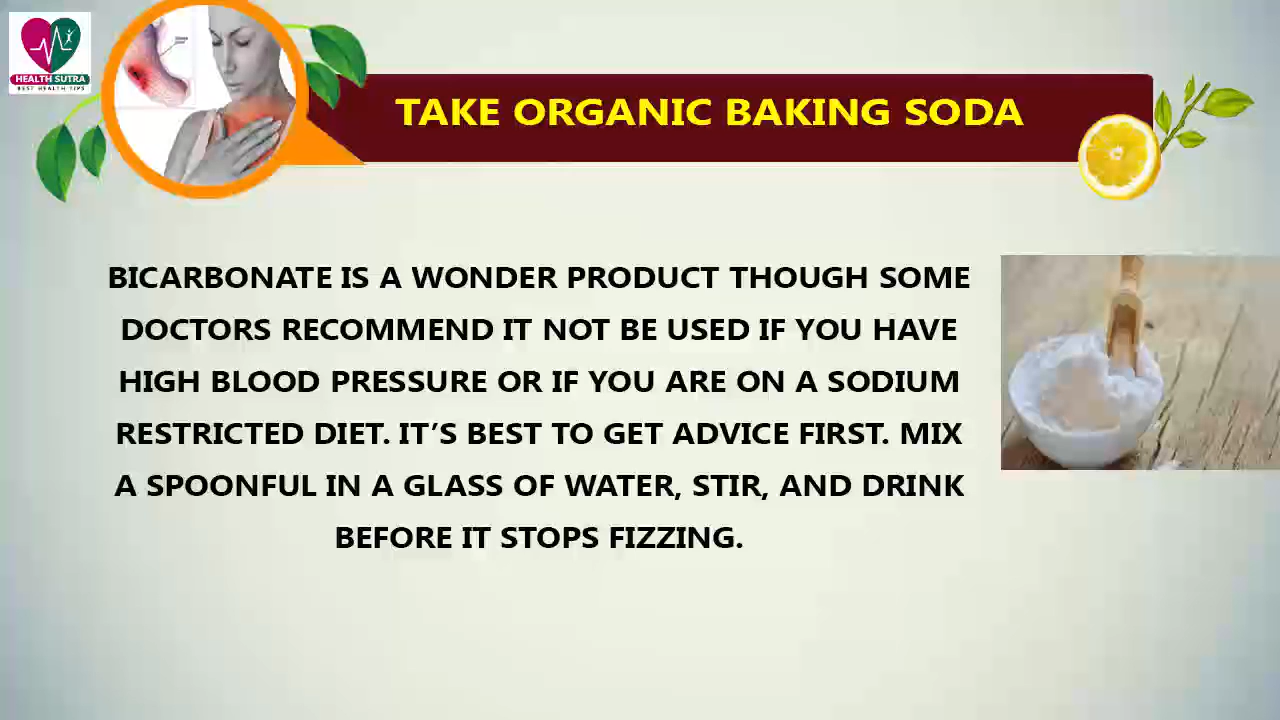 HEALTH SUTRA
BEST HEALTH TIPS
TAKE ORGANIC BAKING SODA
BICARBONATE IS A WONDER PRODUCT THOUGH SOME
DOCTORS RECOMMEND IT NOT BE USED IF YOU HAVE
HIGH BLOOD PRESSURE OR IF YOU ARE ON A SODIUM
RESTRICTED DIET. IT’S BEST TO GET ADVICE FIRST. MIX
A SPOONFUL IN A GLASS OF WATER, STIR, AND DRINK
BEFORE IT STOPS FIZZING.